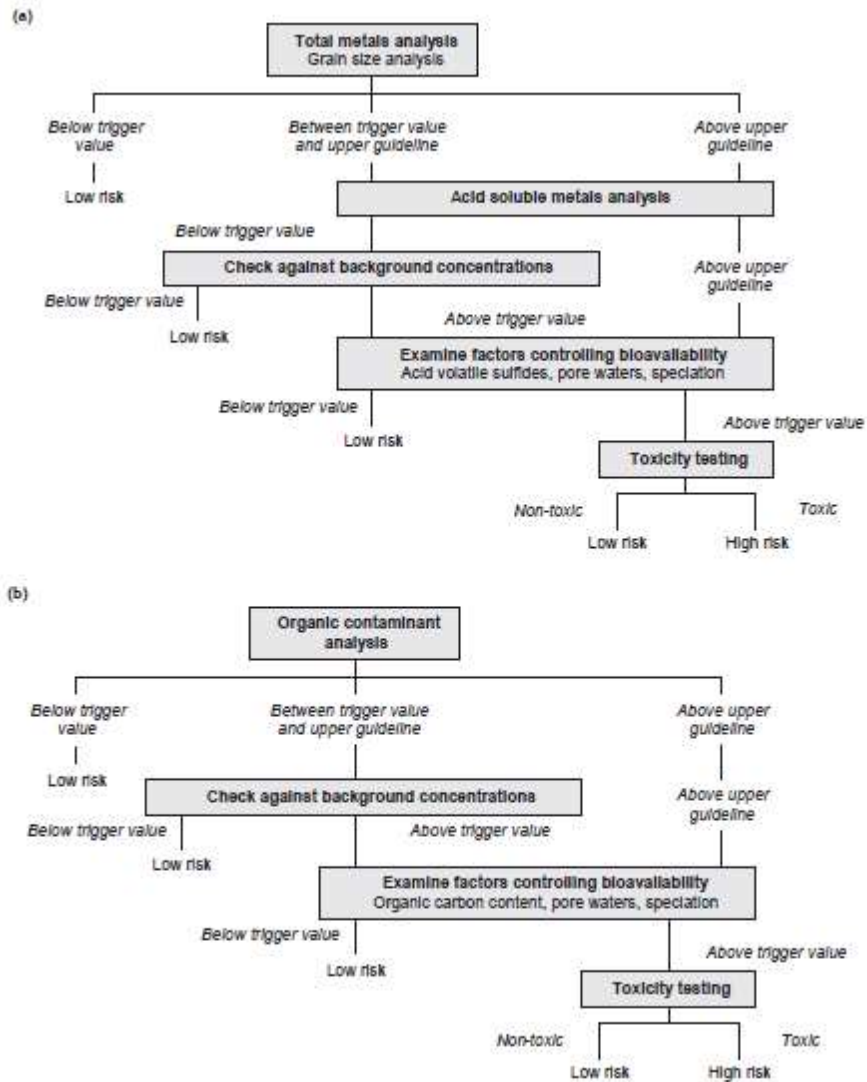 (a)
Total metals analysis
Grain size analysis
Below trigger
value
Between trigger value
and upper guideline
Above upper
guideline
Low risk
Acid soluble metals analysis
Below trigger value
Check against background concentrations
Above upper
guideline
Below trigger value
Low risk
Above trigger value
Examine factors controlling bioavailability
Acid volatile sulfides, pore waters, speciation
Below trigger value
Low risk
Above trigger value
Toxicity testing
Non-toxic
Toxic
Low risk
High risk
(b)
Organic contaminant
analysis
Below trigger
value
Between trigger value
and upper guideline
Above upper
guideline
Low risk
Check against background concentrations
Above upper
guideline
Below trigger value
Above trigger value
Low risk
Examine factors controlling bioavailability
Organic carbon content, pore waters, speciation
Below trigger value
Low risk
Above trigger value
Toxicity testing
Non-toxic
Toxic
Low risk
High risk